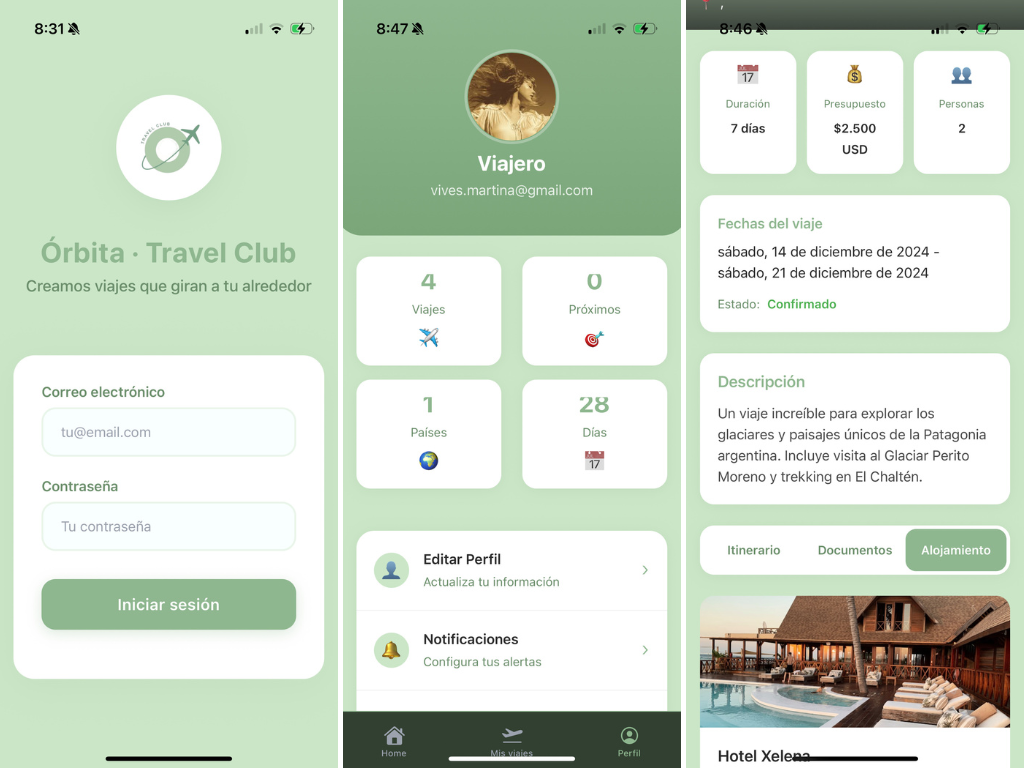 8:31
TRAVEL CLUB
Órbita · Travel Club
Creamos viajes que giran a tu alrededor
Correo electrónico
tu@email.com
Contraseña
Tu contraseña
Iniciar sesión
8:47
Viajero
vives.martina@gmail.com
4
Viajes
0
Próximos
1
Países
28
Días
17
Editar Perfil
Actualiza tu información
Notificaciones
Configura tus alertas
Home
Mis viajes
Perfil
,
8:46
17
Duración
7 días
$
Presupuesto
$2.500
USD
Personas
2
Fechas del viaje
sábado, 14 de diciembre de 2024 -
sábado, 21 de diciembre de 2024
Estado: Confirmado
Descripción
Un viaje increíble para explorar los
glaciares y paisajes únicos de la Patagonia
argentina. Incluye visita al Glaciar Perito
Moreno y trekking en El Chaltén.
Itinerario
Documentos
Alojamiento
Hotel Xelena